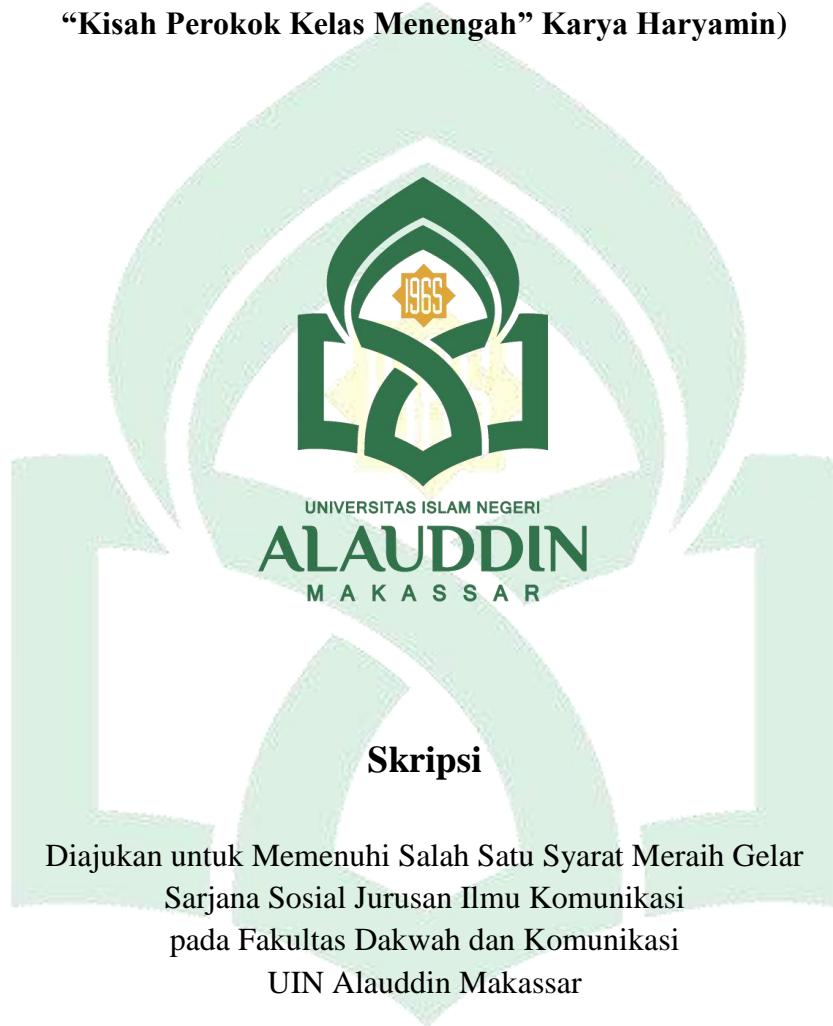 “Kisah Perokok Kelas Menengah” Karya Haryamin)
1965
UNIVERSITAS ISLAM NEGERI
ALAUDDIN
MAKASSAR
Skripsi
Diajukan untuk Memenuhi Salah Satu Syarat Meraih Gelar
Sarjana Sosial Jurusan Ilmu Komunikasi
pada Fakultas Dakwah dan Komunikasi
UIN Alauddin Makassar